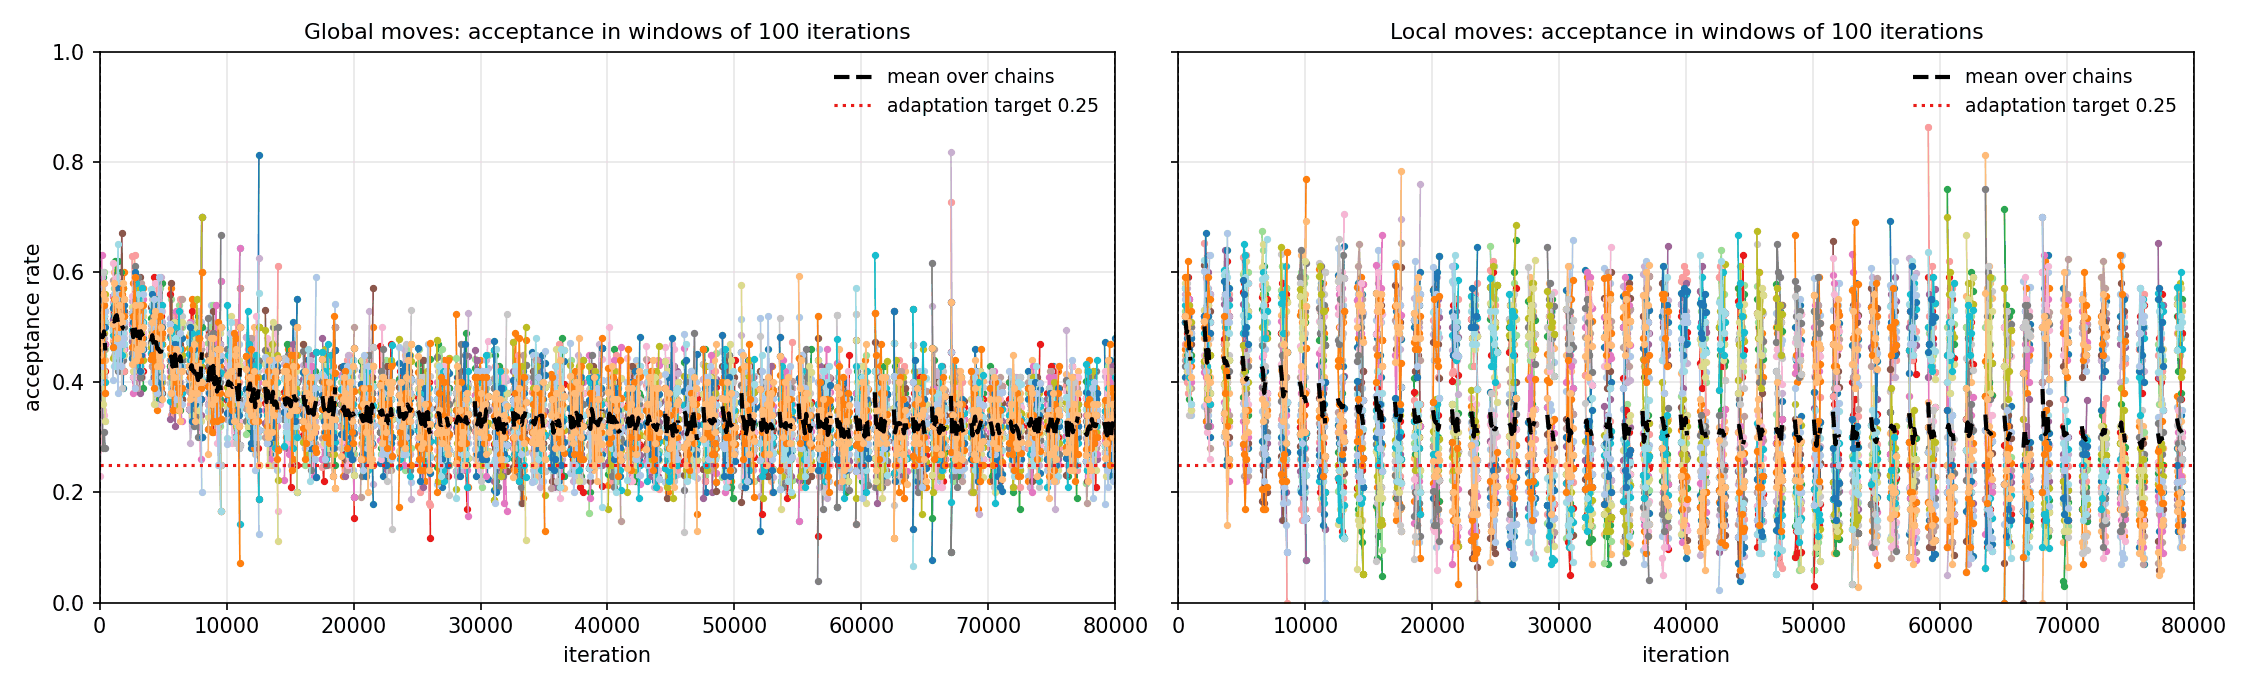 Global moves: acceptance in windows of 100 iterations
1.0
0.8
0.6
0.4
0.2
0.0
acceptance rate
mean over chains
adaptation target 0.25
0 10000 20000 30000 40000 50000 60000 70000 80000
iteration
Local moves: acceptance in windows of 100 iterations
mean over chains
adaptation target 0.25
0 10000 20000 30000 40000 50000 60000 70000 80000
iteration